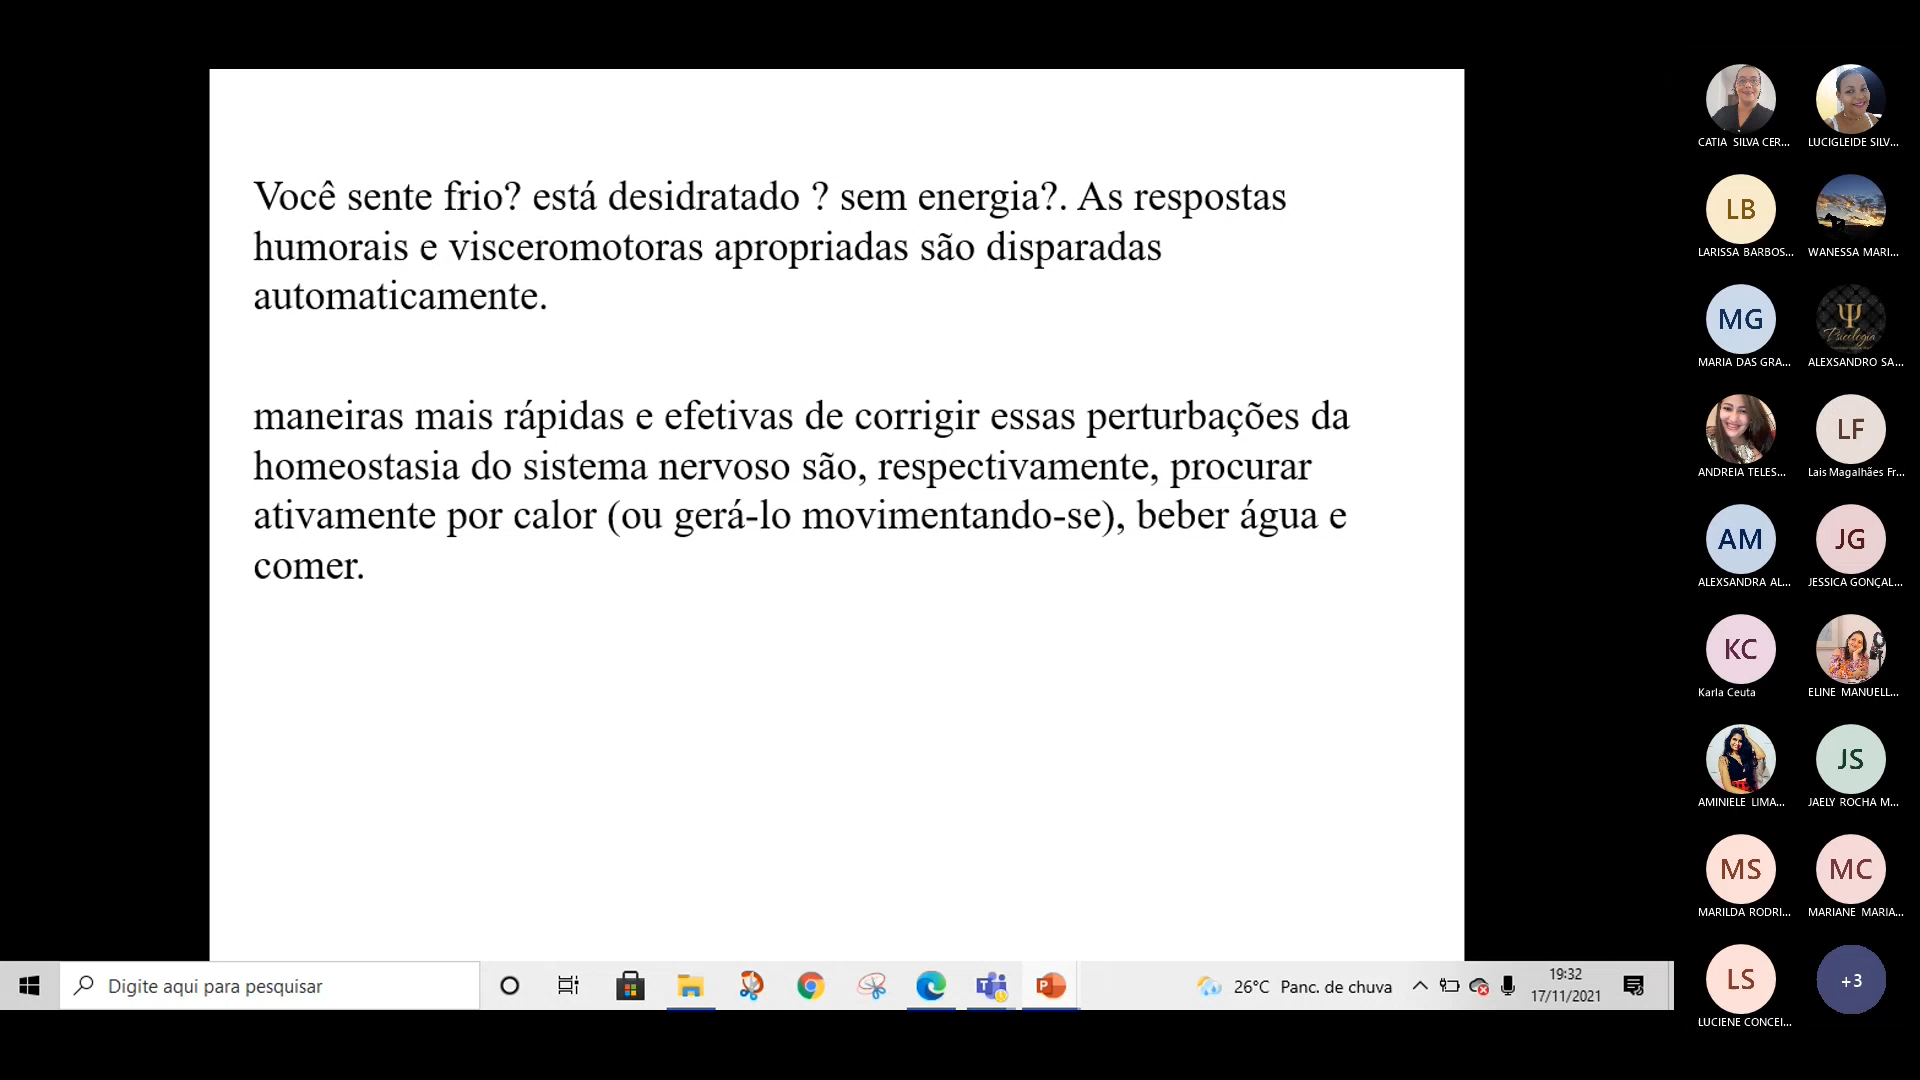 Você sente frio? está desidratado ? sem energia?. As respostas
humorais e visceromotoras apropriadas são disparadas
automaticamente.
maneiras mais rápidas e efetivas de corrigir essas perturbações da
homeostasia do sistema nervoso são, respectivamente, procurar
ativamente por calor (ou gerá-lo movimentando-se), beber água e
comer.
CATIA SILVA CER...
LUCIGLEIDE SILV...
LB
LARISSA BARBOS...
WANESSA MARI...
MG
MARIA DAS GRA...
Psicologia
ALEXSANDRO SA...
ANDREIA TELES...
LF
Lais Magalhães Fr...
AM
ALEXSANDRA AL...
JG
JESSICA GONÇAL...
KC
Karla Ceuta
ELINE MANUELL...
AMINIELE LIMA...
JS
JAELY ROCHA M...
MS
MARILDA RODRI...
MC
MARIANE MARIA...
LS
LUCIENE CONCEI...
+3
Digite aqui para pesquisar
26°C Panc. de chuva
19:32
17/11/2021